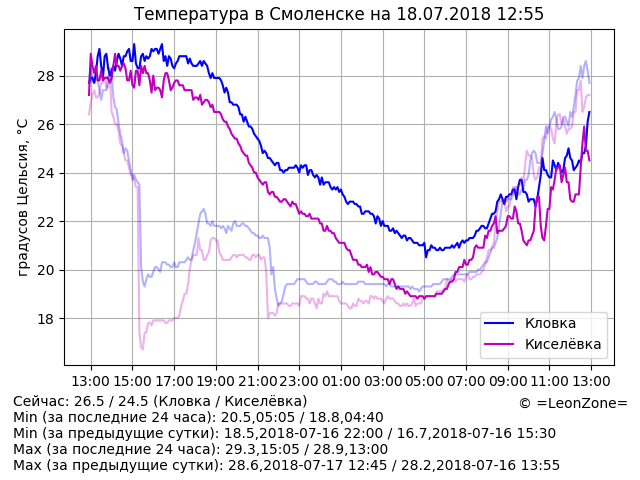 Температура в Смоленске на 18.07.2018 12:55
градусов Цельсия, °C
28
26
24
22
20
18
Кловка
Киселёвка
13:00 15:00 17:00 19:00 21:00 23:00 01:00 03:00 05:00 07:00 09:00 11:00 13:00
Сейчас: 26.5 / 24.5 (Кловка / Киселёвка)
© =LeonZone=
Min (за последние 24 часа): 20.5,05:05 / 18.8,04:40
Min (за предыдущие сутки): 18.5,2018-07-16 22:00 / 16.7,2018-07-16 15:30
Max (за последние 24 часа): 29.3,15:05 / 28.9,13:00
Max (за предыдущие сутки): 28.6,2018-07-17 12:45 / 28.2,2018-07-16 13:55